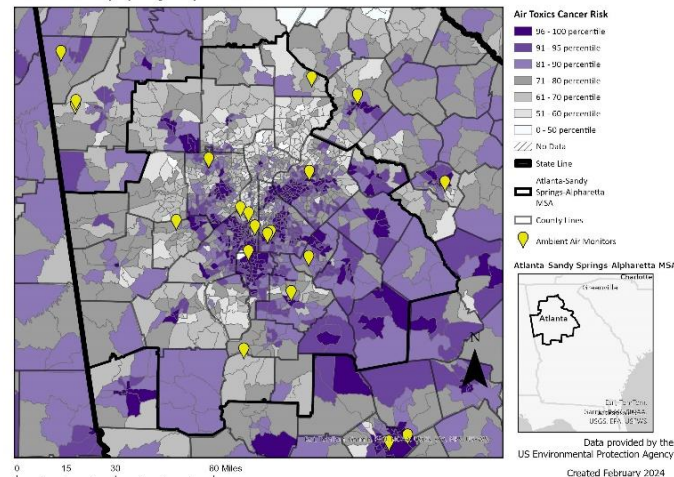 Air Toxics Cancer Risk
96 - 100 percentile
91 - 95 percentile
81 - 90 percentile
71 - 80 percentile
61 - 70 percentile
51 - 60 percentile
0 - 50 percentile
No Data
State Line
Atlanta-Sandy
Springs-Alpharetta
MSA
County Lines
Ambient Air Monitors
Atlanta Sandy Springs Alpharetta MSA
Charlotte
Greenville
Atlanta
USGS, EPA, USFWS
N
Data provided by the
US Environmental Protection Agency
Created February 2024
0 15 30 60 Miles